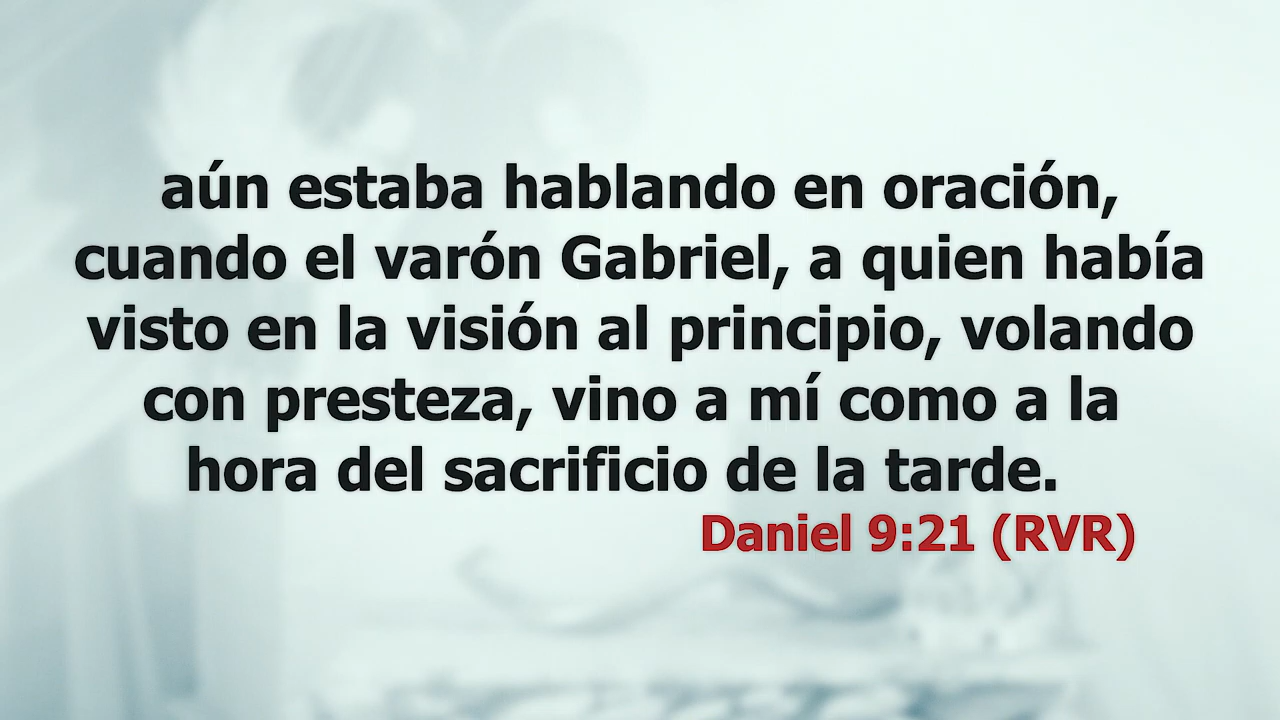 aún estaba hablando en oración,
cuando el varón Gabriel, a quien había
visto en la visión al principio, volando
con presteza, vino a mí como a la
hora del sacrificio de la tarde.
Daniel 9:21 (RVR)